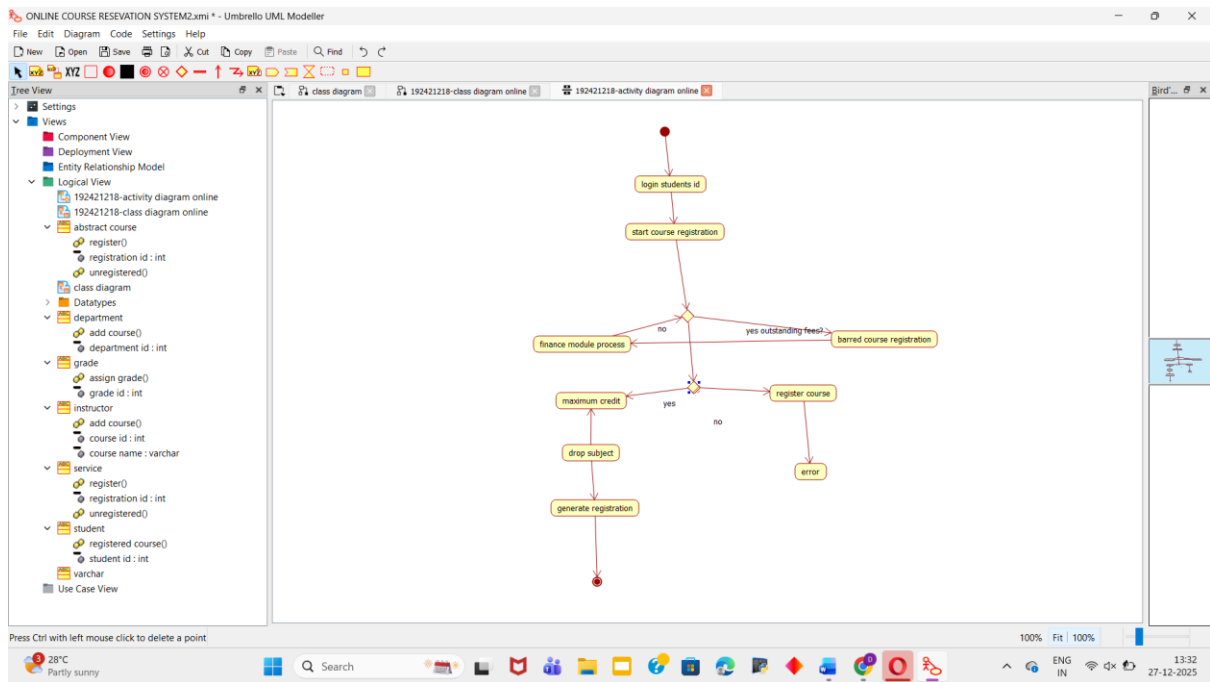 ONLINE COURSE RESEVATION SYSTEM2.xmi * - Umbrello UML Modeller
File Edit Diagram Code Settings Help
New Open Save Cut Copy Paste Find
XYZ XYZ
Tree View
class diagram 192421218-class diagram online 192421218-activity diagram online
Bird'...
Settings
Views
Component View
Deployment View
Entity Relationship Model
Logical View
192421218-activity diagram online
192421218-class diagram online
abstract course
register()
registration id : int
unregistered()
class diagram
Datatypes
department
add course()
department id : int
grade
assign grade()
grade id : int
instructor
add course()
course id : int
course name : varchar
service
register()
registration id : int
unregistered()
student
registered course()
student id : int
varchar
Use Case View
login students id
start course registration
no
yes outstanding fees?
finance module process
barred course registration
maximum credit
yes
register course
no
drop subject
error
generate registration
Press Ctrl with left mouse click to delete a point
100% Fit 100%
3
28°C
Partly sunny
Search
ENG
IN
13:32
27-12-2025